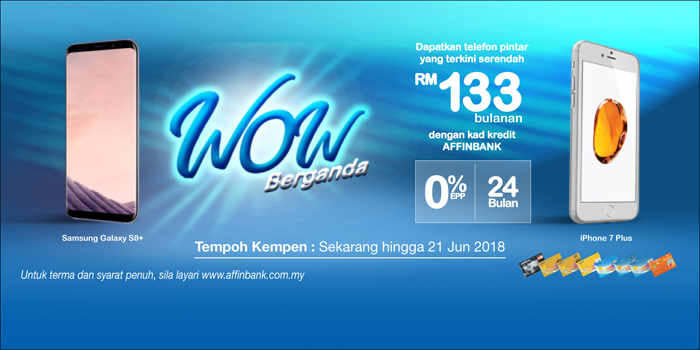 Dapatkan telefon pintar
yang terkini serendah
RM133
bulanan
dengan kad kredit
AFFINBANK
WOW
Berganda
0% EPP
24 Bulan
Samsung Galaxy S8+
iPhone 7 Plus
Tempoh Kempen : Sekarang hingga 21 Jun 2018
Untuk terma dan syarat penuh, sila layari www.affinbank.com.my